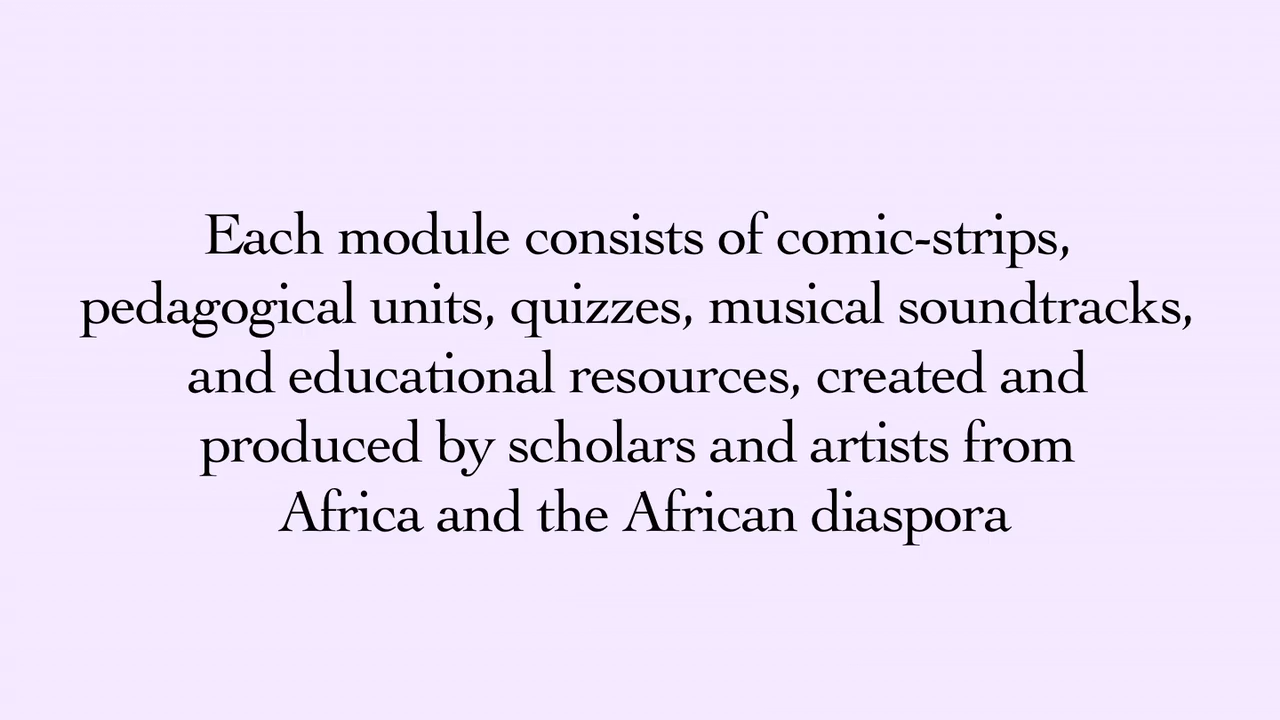 Each module consists of comic-strips,
pedagogical units, quizzes, musical soundtracks,
and educational resources, created and
produced by scholars and artists from
Africa and the African diaspora